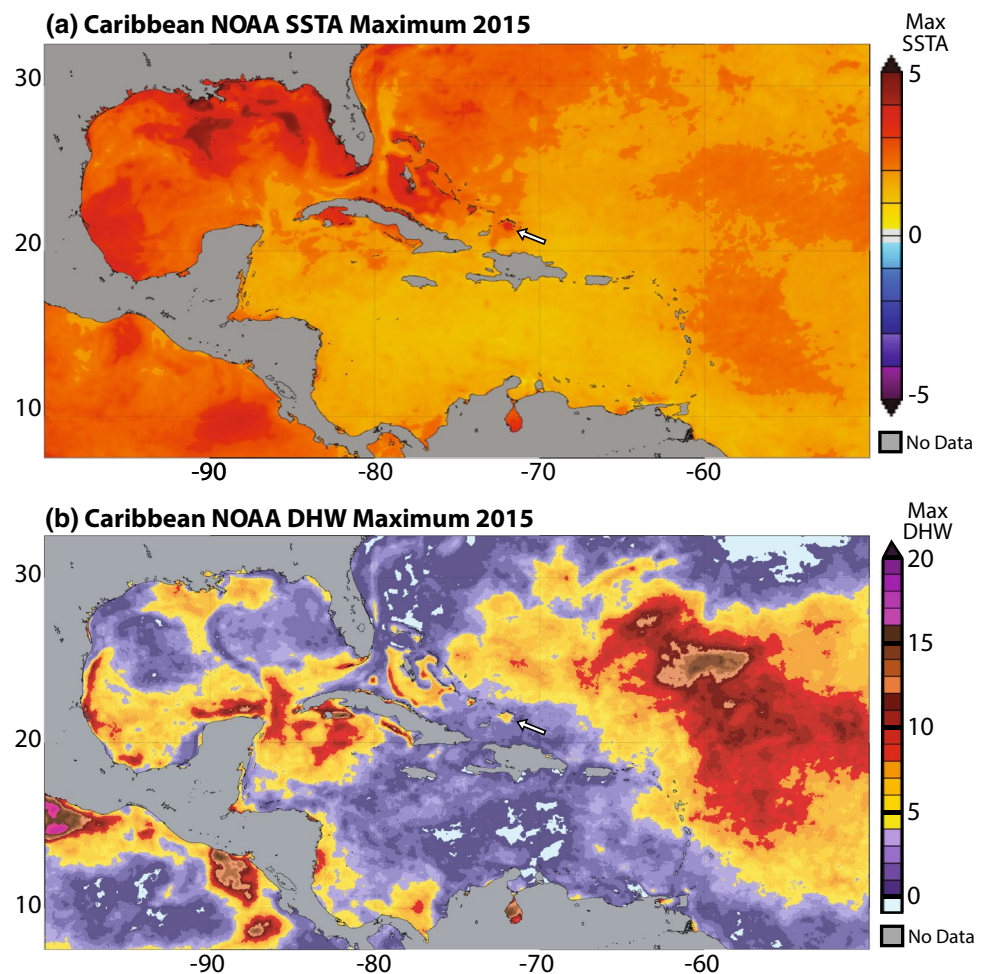 (a) Caribbean NOAA SSTA Maximum 2015
Max
SSTA
30
20
10
5
0
-5
No Data
-90
-80
-70
-60
(b) Caribbean NOAA DHW Maximum 2015
Max
DHW
30
20
10
20
15
10
5
0
No Data
-90
-80
-70
-60